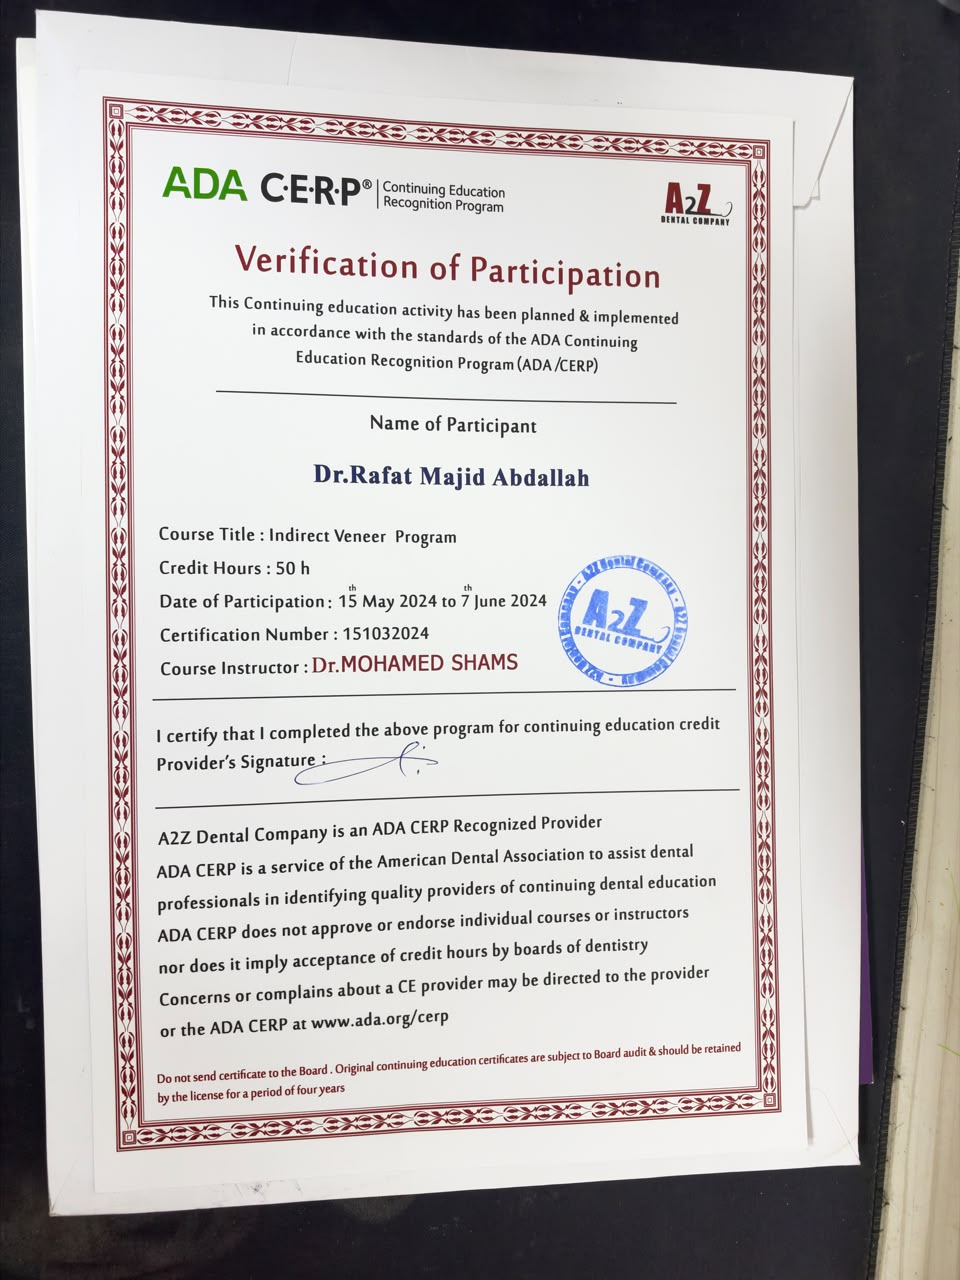 ADA C·E·R·P® Continuing Education
Recognition Program
A2Z
DENTAL COMPANY
Verification of Participation
This Continuing education activity has been planned & implemented
in accordance with the standards of the ADA Continuing
Education Recognition Program (ADA /CERP)
Name of Participant
Dr.Rafat Majid Abdallah
Course Title : Indirect Veneer Program
Credit Hours : 50 h
Date of Participation : 15th May 2024 to 7th June 2024
Certification Number : 151032024
Course Instructor : Dr.MOHAMED SHAMS
A2Z Dental Company - A2Z
A2Z
DENTAL COMPANY
I certify that I completed the above program for continuing education credit
Provider's Signature :
A2Z Dental Company is an ADA CERP Recognized Provider
ADA CERP is a service of the American Dental Association to assist dental
professionals in identifying quality providers of continuing dental education
ADA CERP does not approve or endorse individual courses or instructors
nor does it imply acceptance of credit hours by boards of dentistry
Concerns or complains about a CE provider may be directed to the provider
or the ADA CERP at www.ada.org/cerp
Do not send certificate to the Board . Original continuing education certificates are subject to Board audit & should be retained
by the license for a period of four years